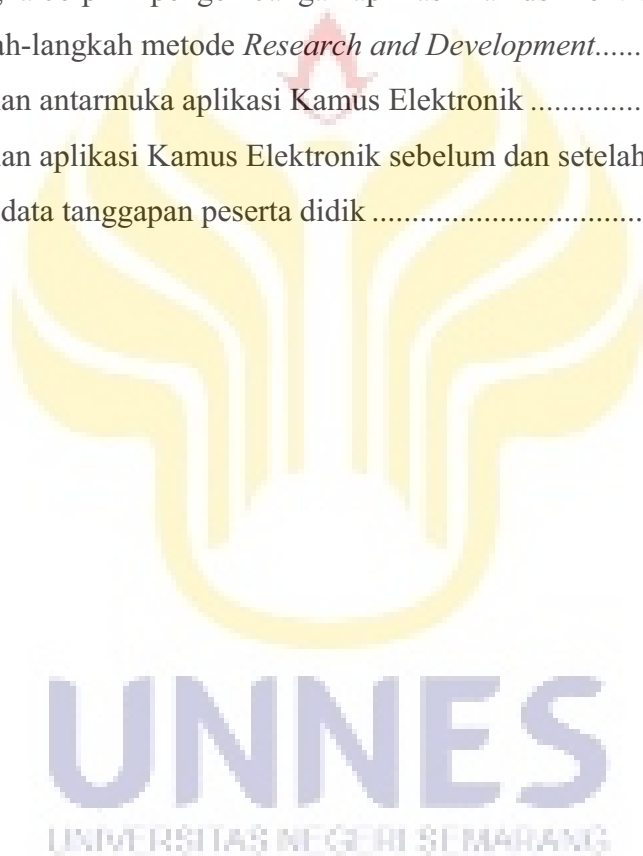 ah-langkah metode Research and Development......
an antarmuka aplikasi Kamus Elektronik ..............
an aplikasi Kamus Elektronik sebelum dan setelah
data tanggapan peserta didik ..................................
UNNES
UNIVERSITAS NEGERI SEMARANG